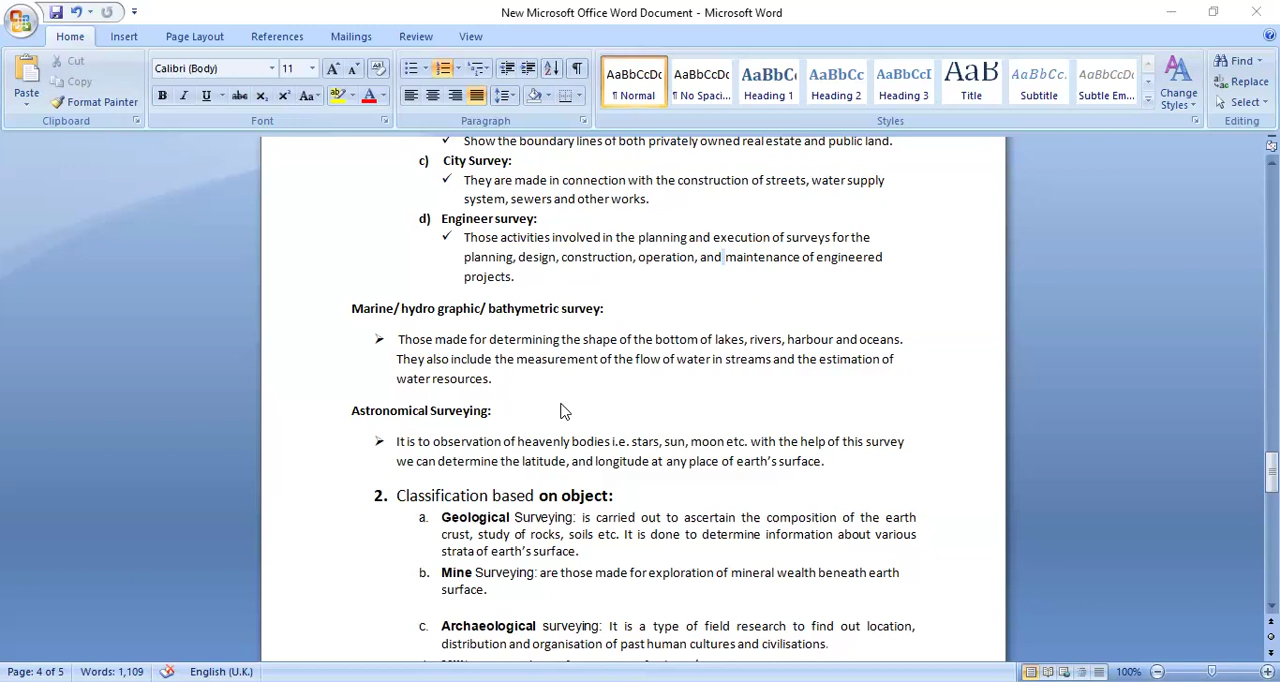 New Microsoft Office Word Document - Microsoft Word
Home Insert Page Layout References Mailings Review View
Paste
Cut
Copy
Format Painter
Clipboard
Calibri (Body) 11
Font
Paragraph
AaBbCcDc AaBbCcDc AaBbCc AaBbCc AaBbCcI AaB AaBbCc. AaBbCcDc
¶ Normal ¶ No Spaci... Heading 1 Heading 2 Heading 3 Title Subtitle Subtle Em...
Change
Styles
Styles
Find
Replace
Select
Editing
✓ Show the boundary lines of both privately owned real estate and public land.
c) City Survey:
✓ They are made in connection with the construction of streets, water supply
system, sewers and other works.
d) Engineer survey:
✓ Those activities involved in the planning and execution of surveys for the
planning, design, construction, operation, and maintenance of engineered
projects.
Marine/ hydro graphic/ bathymetric survey:
➢ Those made for determining the shape of the bottom of lakes, rivers, harbour and oceans.
They also include the measurement of the flow of water in streams and the estimation of
water resources.
Astronomical Surveying:
➢ It is to observation of heavenly bodies i.e. stars, sun, moon etc. with the help of this survey
we can determine the latitude, and longitude at any place of earth's surface.
2. Classification based on object:
a. Geological Surveying: is carried out to ascertain the composition of the earth
crust, study of rocks, soils etc. It is done to determine information about various
strata of earth's surface.
b. Mine Surveying: are those made for exploration of mineral wealth beneath earth
surface.
c. Archaeological surveying: It is a type of field research to find out location,
distribution and organisation of past human cultures and civilisations.
Page: 4 of 5 Words: 1,109 English (U.K.) 100%